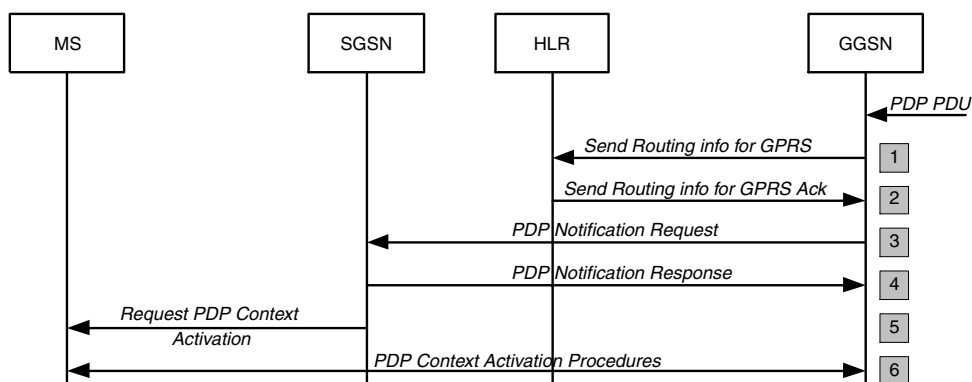 MS
SGSN
HLR
GGSN
PDP PDU
Send Routing info for GPRS
1
Send Routing info for GPRS Ack
2
PDP Notification Request
3
PDP Notification Response
4
Request PDP Context
Activation
5
PDP Context Activation Procedures
6